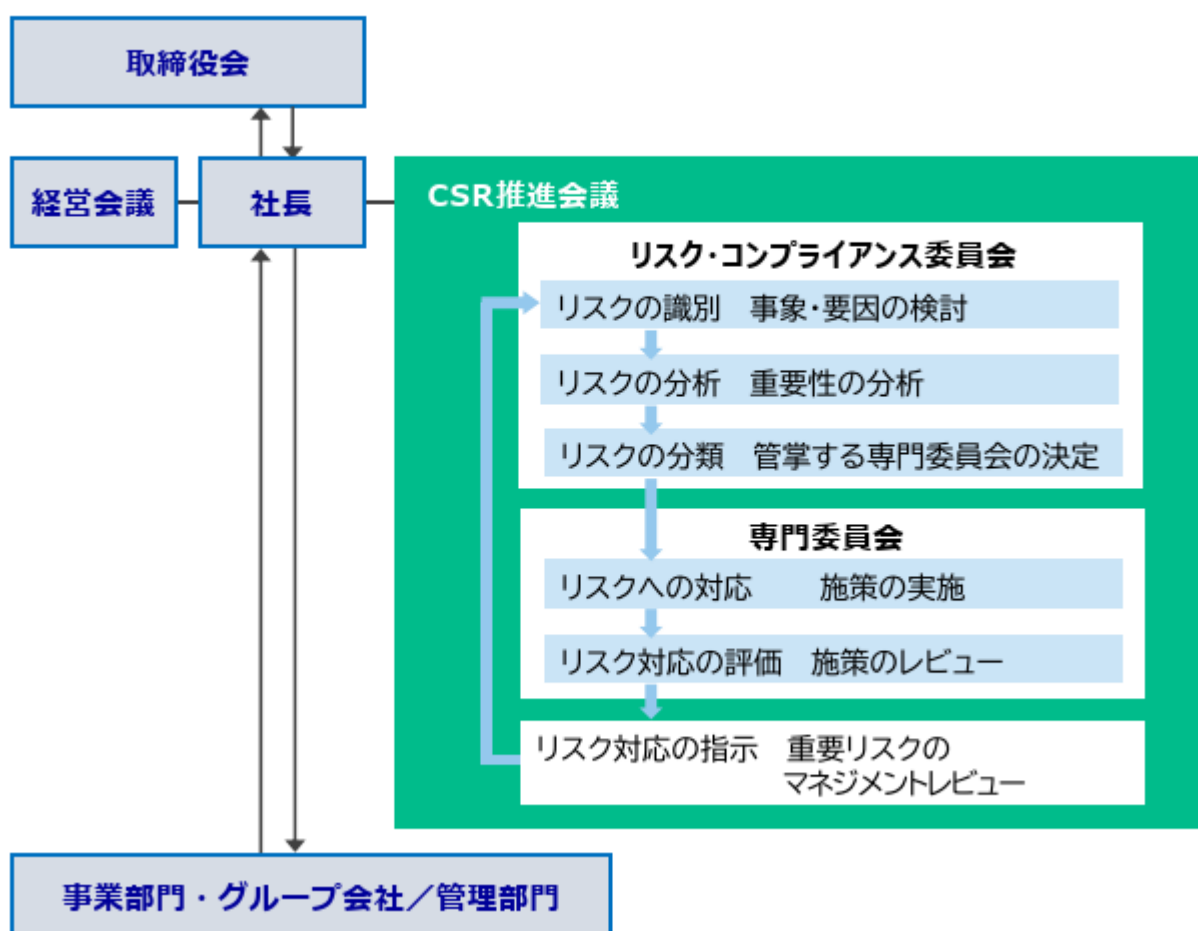 取締役会
経営会議
社長
CSR推進会議
リスク・コンプライアンス委員会
リスクの識別　事象・要因の検討
リスクの分析　重要性の分析
リスクの分類　管掌する専門委員会の決定
専門委員会
リスクへの対応　　施策の実施
リスク対応の評価　施策のレビュー
リスク対応の指示　重要リスクの
マネジメントレビュー
事業部門・グループ会社／管理部門